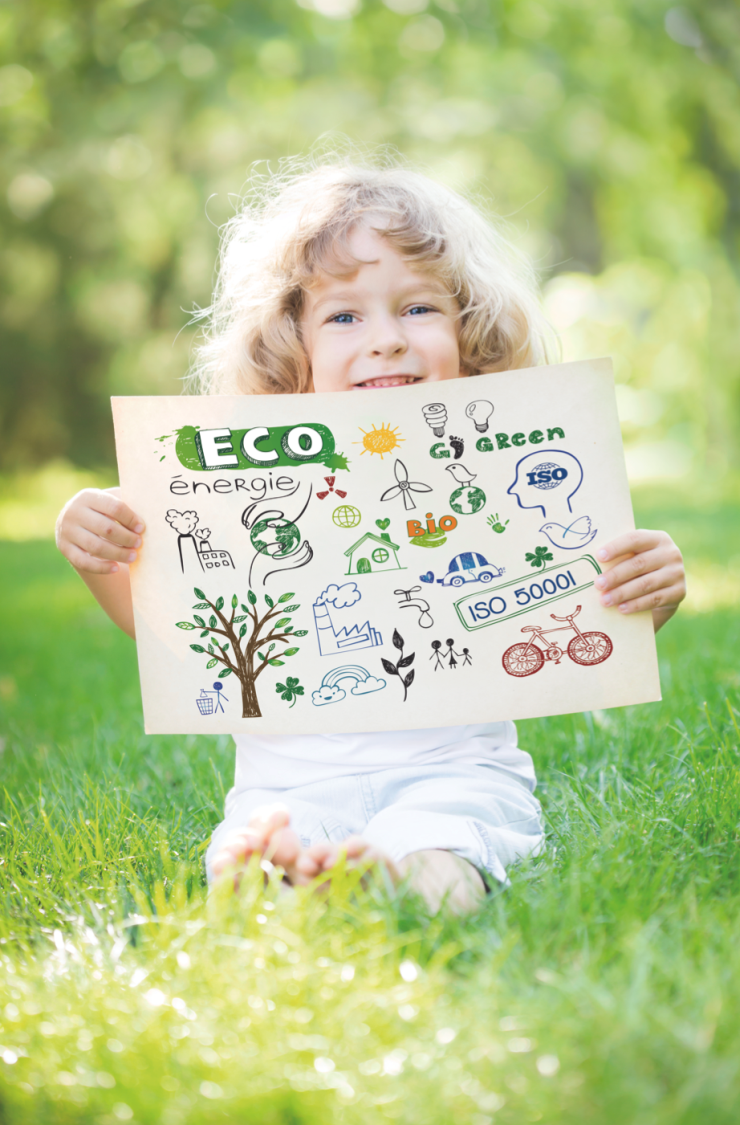 ECO
énergie
Go Green
ISO
Bio
ISO 50001